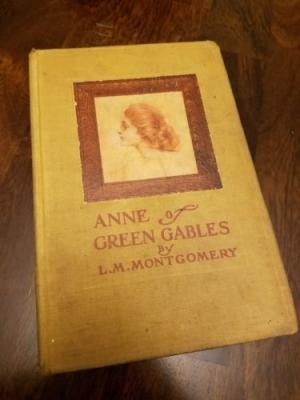 ANNE of
GREEN GABLES
By
L.M. MONTGOMERY